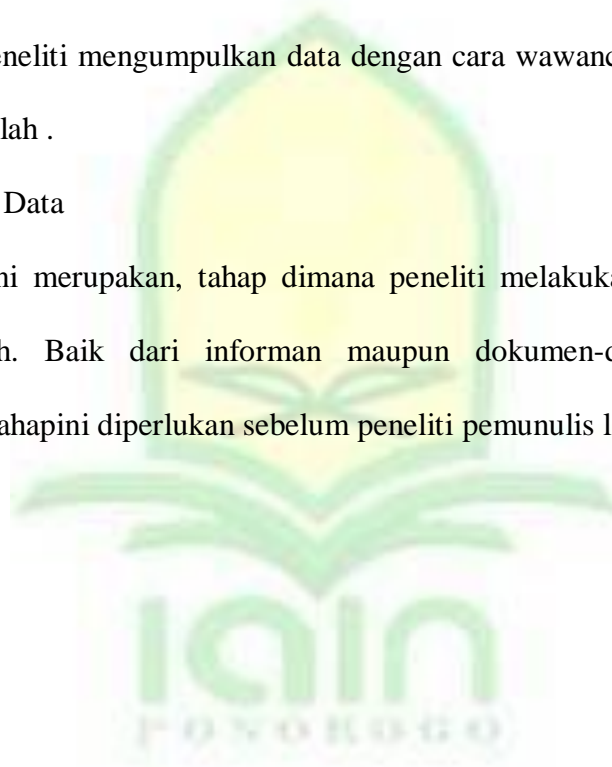 eneliti mengumpulkan data dengan cara wawanc
lah .
Data
ni merupakan, tahap dimana peneliti melakuka
h. Baik dari informan maupun dokumen-d
ahapini diperlukan sebelum peneliti pemunulis l
iain
PONOROGO